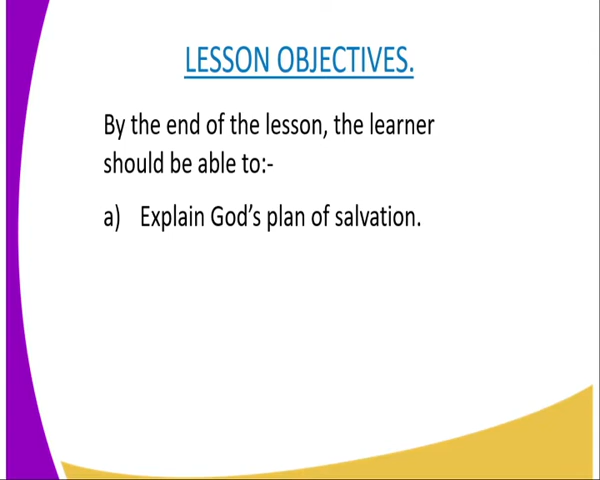 LESSON OBJECTIVES.
By the end of the lesson, the learner
should be able to:-
a) Explain God’s plan of salvation.